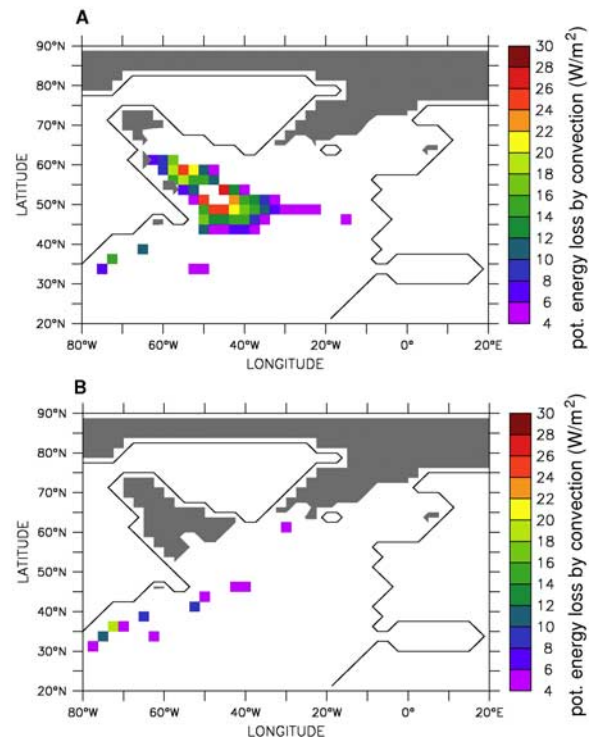 A
90°N
80°N
70°N
60°N
50°N
40°N
30°N
20°N
LATITUDE
80°W
60°W
40°W
20°W
0°
20°E
LONGITUDE
30
28
26
24
22
20
18
16
14
12
10
8
6
4
pot. energy loss by convection (W/m²)
B
90°N
80°N
70°N
60°N
50°N
40°N
30°N
20°N
LATITUDE
80°W
60°W
40°W
20°W
0°
20°E
LONGITUDE
30
28
26
24
22
20
18
16
14
12
10
8
6
4
pot. energy loss by convection (W/m²)